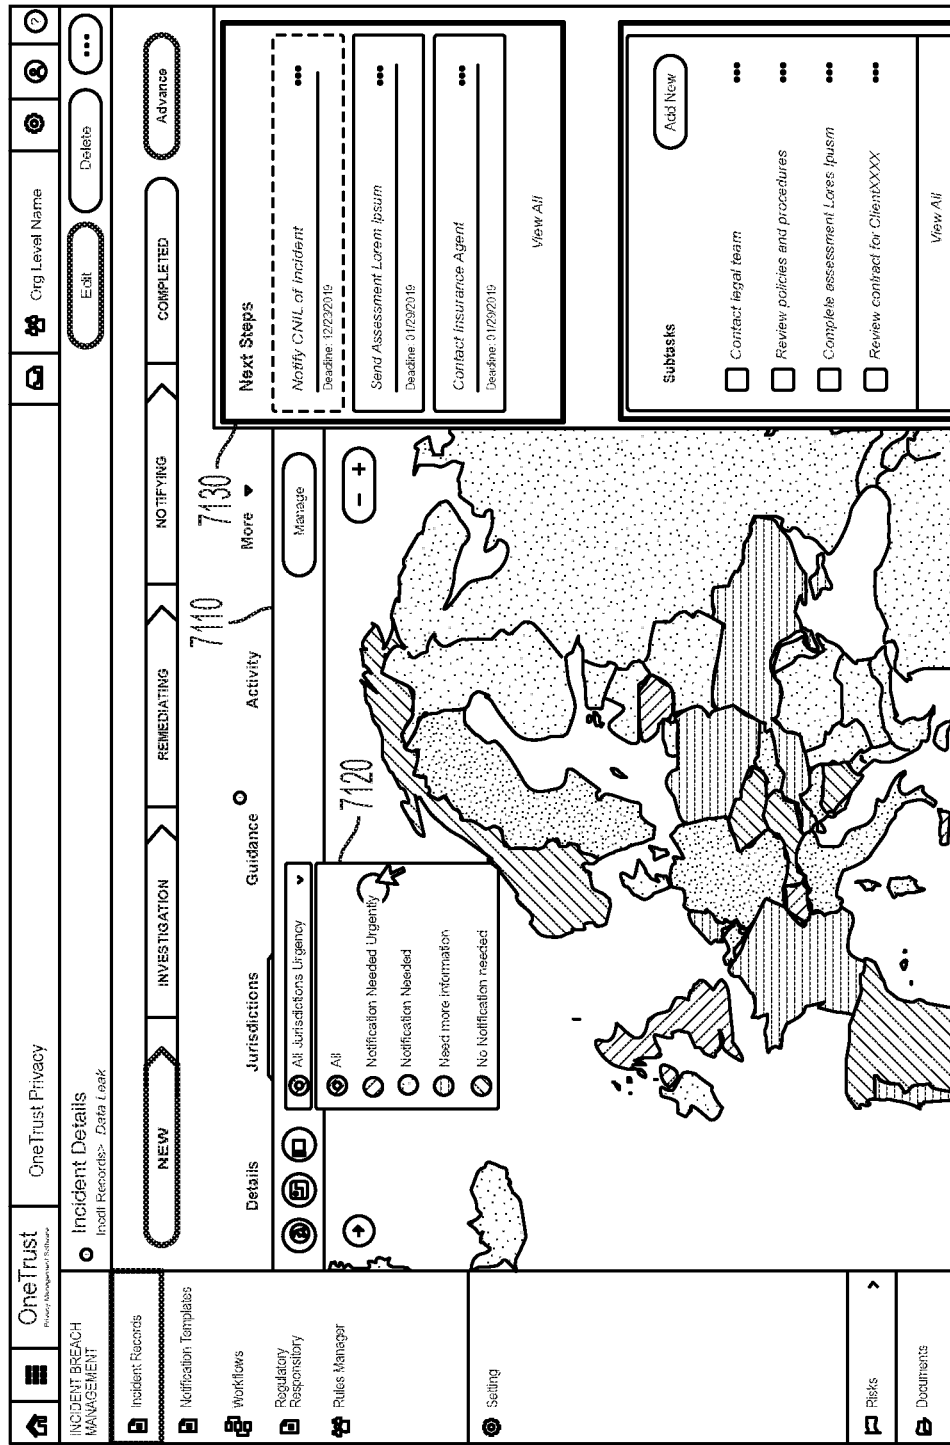 OneTrust
Privacy Management Software
OneTrust Privacy
Org Level Name
?
INCIDENT BREACH
MANAGEMENT
Incident Details
Incdt Records> Data Leak
Edit
Delete
Incident Records
Notification Templates
Workflows
Regulatory
Responsitory
Rules Manager
Setting
Risks
Documents
NEW
INVESTIGATION
REMEDIATING
NOTIFYING
COMPLETED
Advance
7110
7130
Details
Jurisdictions
Guidance
Activity
More
Manage
All Jurisdictions Urgency
7120
All
Notification Needed Urgently
Notification Needed
Need more information
No Notification needed
- +
Next Steps
Notify CNIL of incident
Deadline: 12/23/2019
Send Assessment Lorem Ipsum
Deadline: 01/29/2019
Contact Insurance Agent
Deadline: 01/29/2019
View All
Subtasks
Add New
Contact legal team
Review policies and procedures
Complete assessment Lores Ipusm
Review contract for ClientXXXX
View All